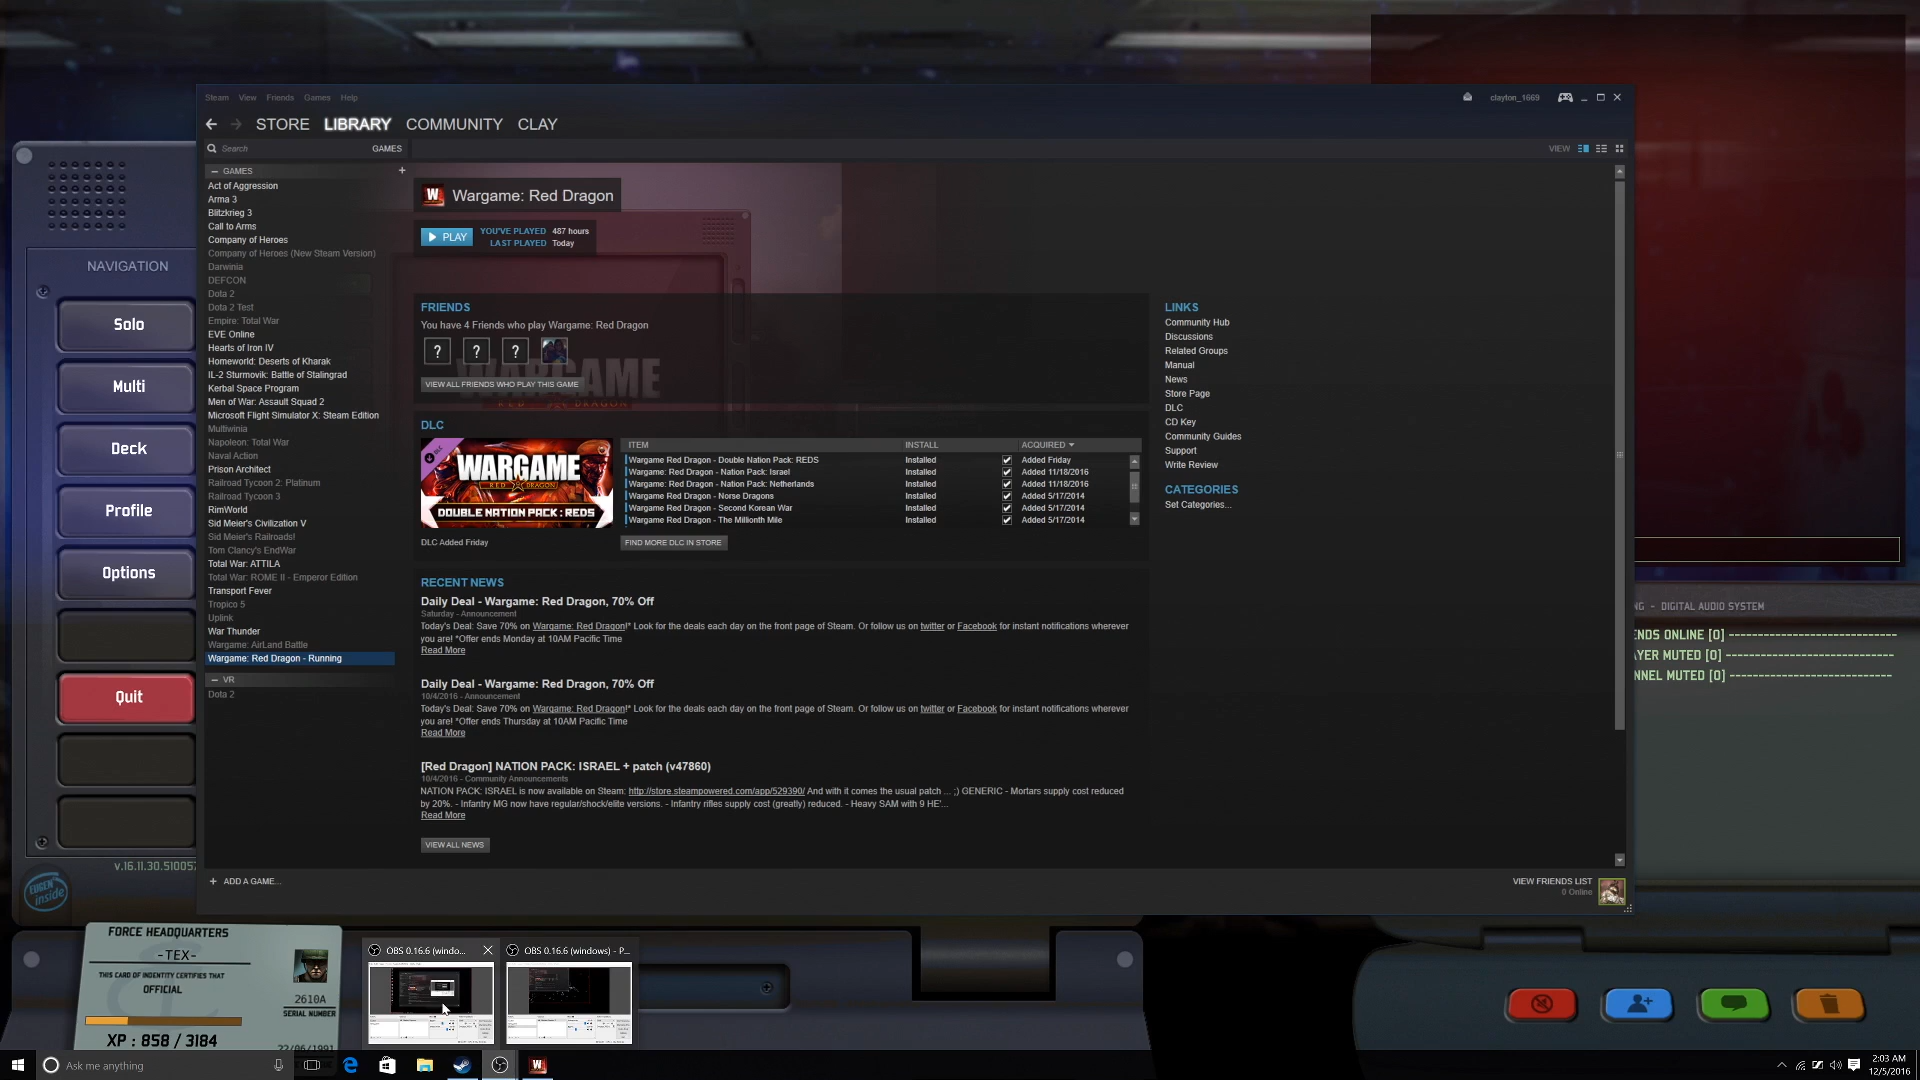 Steam View Friends Games Help
clayton_1669
STORE LIBRARY COMMUNITY CLAY
Search GAMES
VIEW
GAMES
Act of Aggression
Arma 3
Blitzkrieg 3
Call to Arms
Company of Heroes
Company of Heroes (New Steam Version)
Darwinia
DEFCON
Dota 2
Dota 2 Test
Empire: Total War
EVE Online
Hearts of Iron IV
Homeworld: Deserts of Kharak
IL-2 Sturmovik: Battle of Stalingrad
Kerbal Space Program
Men of War: Assault Squad 2
Microsoft Flight Simulator X: Steam Edition
Multiwinia
Napoleon: Total War
Naval Action
Prison Architect
Railroad Tycoon 2: Platinum
Railroad Tycoon 3
RimWorld
Sid Meier's Civilization V
Sid Meier's Railroads!
Tom Clancy's EndWar
Total War: ATTILA
Total War: ROME II - Emperor Edition
Transport Fever
Tropico 5
Uplink
War Thunder
Wargame: AirLand Battle
Wargame: Red Dragon - Running
VR
Dota 2
ADD A GAME...
W Wargame: Red Dragon
PLAY
YOU'VE PLAYED 487 hours
LAST PLAYED Today
FRIENDS
You have 4 Friends who play Wargame: Red Dragon
? ? ?
WARGAME
RED DRAGON
VIEW ALL FRIENDS WHO PLAY THIS GAME
DLC
DLC
WARGAME
RED DRAGON
DOUBLE NATION PACK : REDS
DLC Added Friday
ITEM INSTALL ACQUIRED
Wargame Red Dragon - Double Nation Pack: REDS Installed Added Friday
Wargame: Red Dragon - Nation Pack: Israel Installed Added 11/18/2016
Wargame: Red Dragon - Nation Pack: Netherlands Installed Added 11/18/2016
Wargame Red Dragon - Norse Dragons Installed Added 5/17/2014
Wargame Red Dragon - Second Korean War Installed Added 5/17/2014
Wargame Red Dragon - The Millionth Mile Installed Added 5/17/2014
FIND MORE DLC IN STORE
RECENT NEWS
Daily Deal - Wargame: Red Dragon, 70% Off
Saturday - Announcement
Today's Deal: Save 70% on Wargame: Red Dragon!* Look for the deals each day on the front page of Steam. Or follow us on twitter or Facebook for instant notifications wherever
you are! *Offer ends Monday at 10AM Pacific Time
Read More
Daily Deal - Wargame: Red Dragon, 70% Off
10/4/2016 - Announcement
Today's Deal: Save 70% on Wargame: Red Dragon!* Look for the deals each day on the front page of Steam. Or follow us on twitter or Facebook for instant notifications wherever
you are! *Offer ends Thursday at 10AM Pacific Time
Read More
[Red Dragon] NATION PACK: ISRAEL + patch (v47860)
10/4/2016 - Community Announcements
NATION PACK: ISRAEL is now available on Steam: http://store.steampowered.com/app/529390/ And with it comes the usual patch ... ;) GENERIC - Mortars supply cost reduced
by 20%. - Infantry MG now have regular/shock/elite versions. - Infantry rifles supply cost (greatly) reduced. - Heavy SAM with 9 HE'...
Read More
VIEW ALL NEWS
LINKS
Community Hub
Discussions
Related Groups
Manual
News
Store Page
DLC
CD Key
Community Guides
Support
Write Review
CATEGORIES
Set Categories...
VIEW FRIENDS LIST
0 Online
NAVIGATION
Solo
Multi
Deck
Profile
Options
Quit
v.16.11.30.51005
EUGEN
inside
NG - DIGITAL AUDIO SYSTEM
ENDS ONLINE [0] ----------------------------
AYER MUTED [0] ----------------------------
NNEL MUTED [0] ----------------------------
FORCE HEADQUARTERS
-TEX-
THIS CARD OF INDENTITY CERTIFIES THAT
OFFICIAL
2610A
SERIAL NUMBER
XP : 858 / 3184
22/06/1991
OBS 0.16.6 (windo...
OBS 0.16.6 (windows) - P...
Ask me anything
W
2:03 AM
12/5/2016